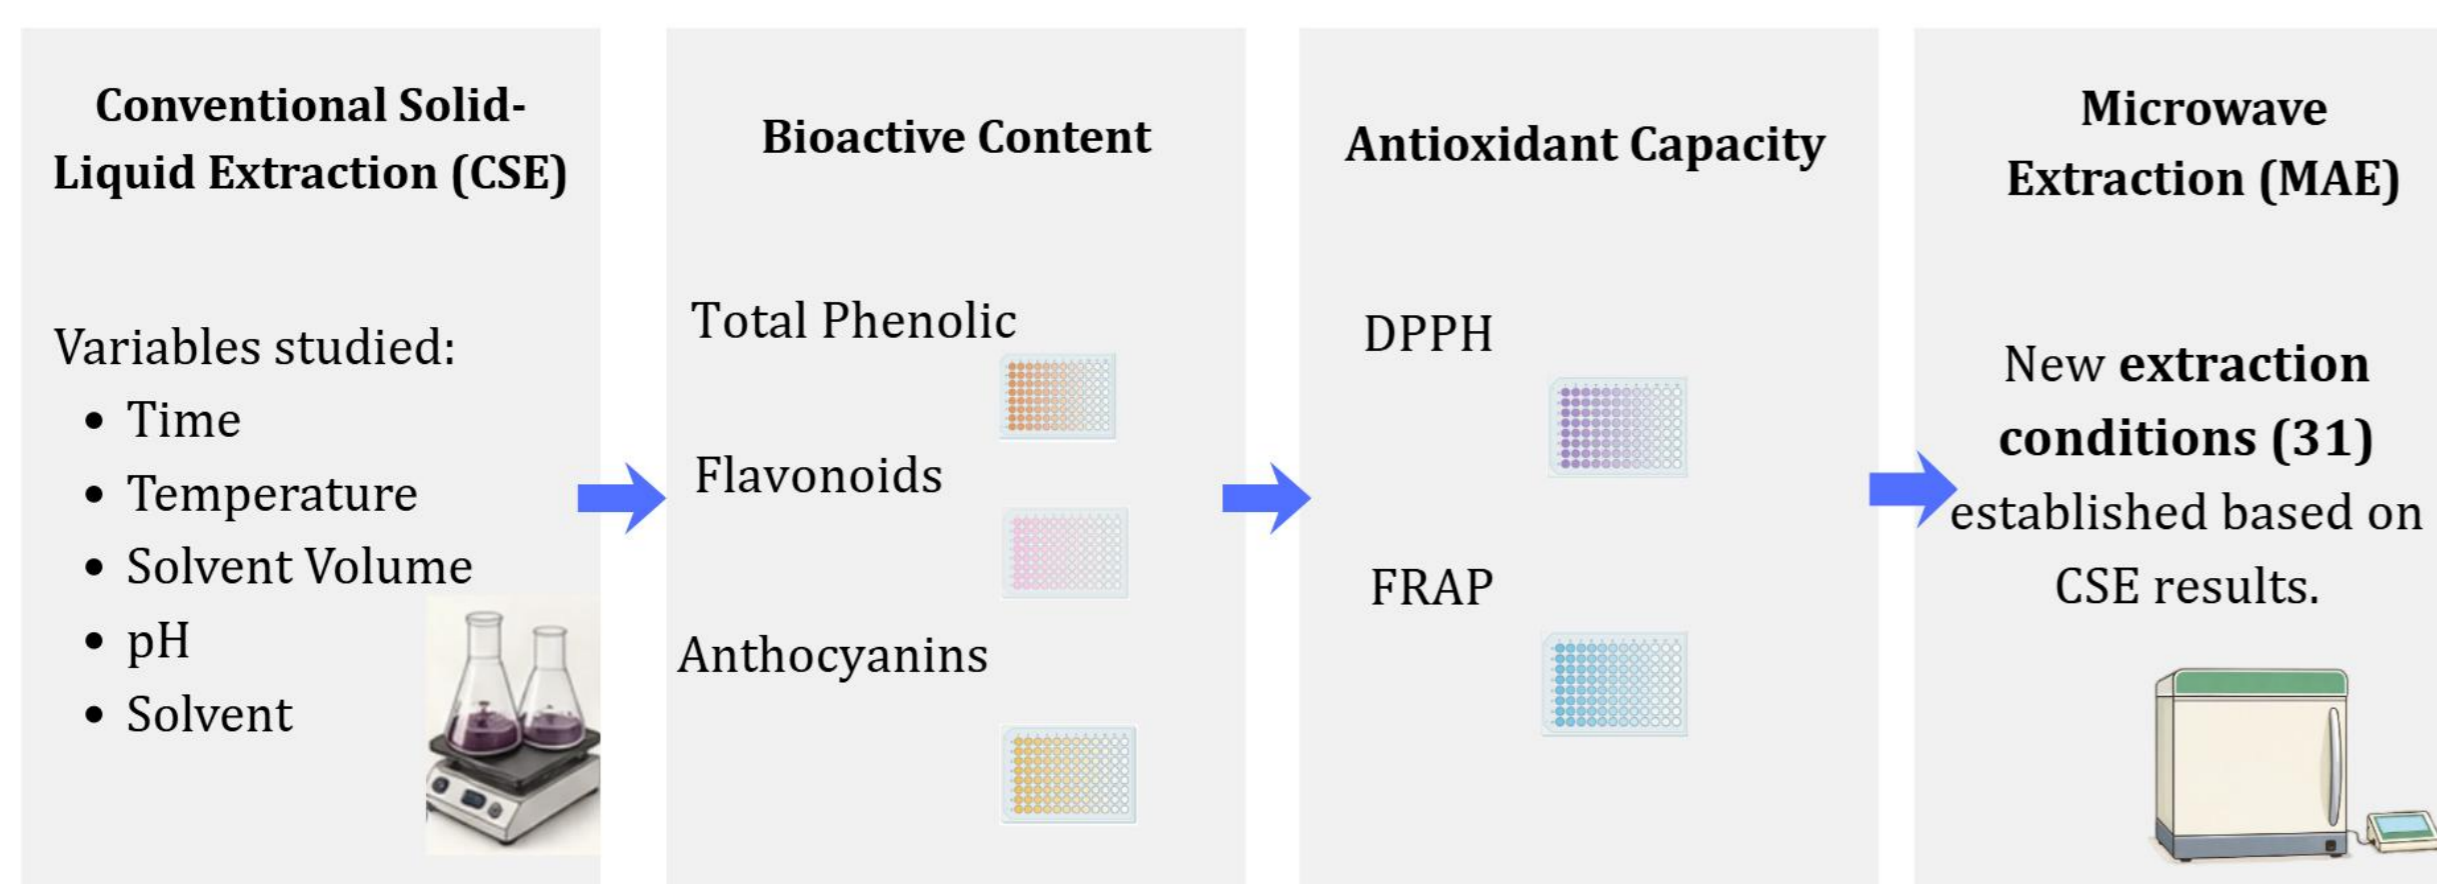 Conventional Solid-
Liquid Extraction (CSE)
Variables studied:
• Time
• Temperature
• Solvent Volume
• pH
• Solvent
Bioactive Content
Total Phenolic
Flavonoids
Anthocyanins
Antioxidant Capacity
DPPH
FRAP
Microwave
Extraction (MAE)
New extraction
conditions (31)
established based on
CSE results.